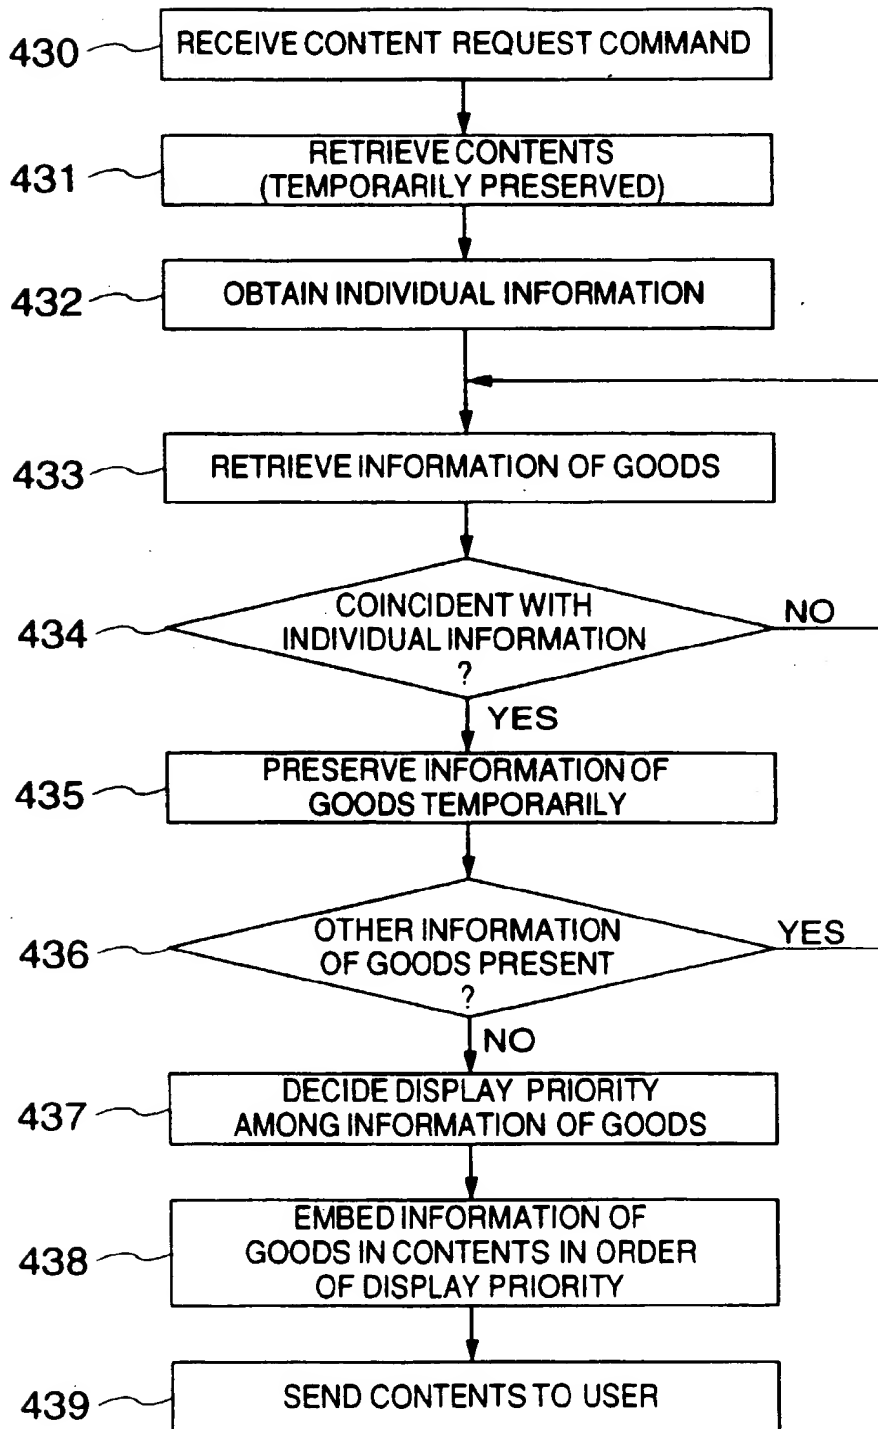 430
RECEIVE CONTENT REQUEST COMMAND
431
RETRIEVE CONTENTS
(TEMPORARILY PRESERVED)
432
OBTAIN INDIVIDUAL INFORMATION
433
RETRIEVE INFORMATION OF GOODS
434
COINCIDENT WITH
INDIVIDUAL INFORMATION
?
NO
YES
435
PRESERVE INFORMATION OF
GOODS TEMPORARILY
436
OTHER INFORMATION
OF GOODS PRESENT
?
YES
NO
437
DECIDE DISPLAY PRIORITY
AMONG INFORMATION OF GOODS
438
EMBED INFORMATION OF
GOODS IN CONTENTS IN ORDER
OF DISPLAY PRIORITY
439
SEND CONTENTS TO USER